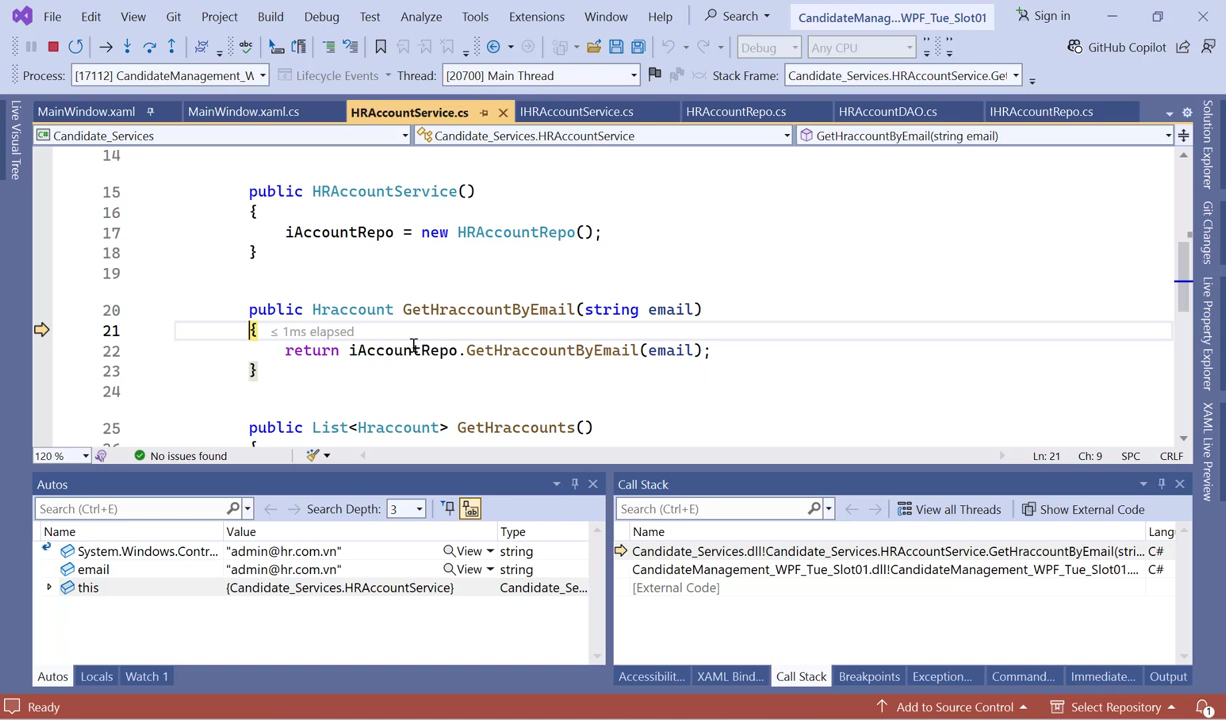 File Edit View Git Project Build Debug Test Analyze Tools Extensions Window Help Search CandidateManag...WPF_Tue_Slot01 Sign in
Debug Any CPU GitHub Copilot
Process: [17112] CandidateManagement_W Lifecycle Events Thread: [20700] Main Thread Stack Frame: Candidate_Services.HRAccountService.Get
MainWindow.xaml MainWindow.xaml.cs HRAccountService.cs IHRAccountService.cs HRAccountRepo.cs HRAccountDAO.cs IHRAccountRepo.cs
Candidate_Services Candidate_Services.HRAccountService GetHraccountByEmail(string email)
14
15 public HRAccountService()
16 {
17 iAccountRepo = new HRAccountRepo();
18 }
19
20 public Hraccount GetHraccountByEmail(string email)
21 { ≤ 1ms elapsed
22 return iAccountRepo.GetHraccountByEmail(email);
23 }
24
25 public List<Hraccount> GetHraccounts()
120 % No issues found Ln: 21 Ch: 9 SPC CRLF
Live Visual Tree
Solution Explorer
Git Changes
Live Property Explorer
XAML Live Preview
Autos
Search (Ctrl+E) Search Depth: 3
Name Value Type
System.Windows.Contr... "admin@hr.com.vn" View string
email "admin@hr.com.vn" View string
this {Candidate_Services.HRAccountService} Candidate_Se...
Autos Locals Watch 1
Call Stack
Search (Ctrl+E) View all Threads Show External Code
Name Lang
Candidate_Services.dll!Candidate_Services.HRAccountService.GetHraccountByEmail(stri... C#
CandidateManagement_WPF_Tue_Slot01.dll!CandidateManagement_WPF_Tue_Slot01.... C#
[External Code]
Accessibilit... XAML Bind... Call Stack Breakpoints Exception... Command... Immediate... Output
Ready Add to Source Control Select Repository 1